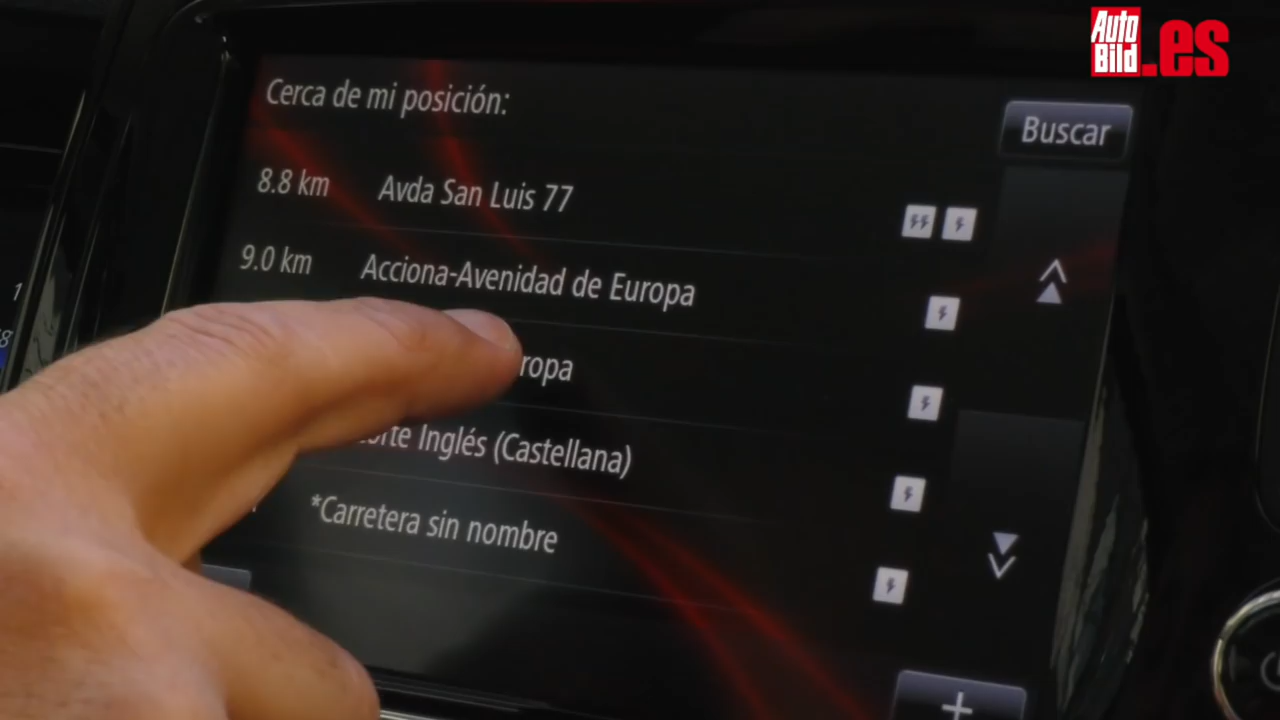 Auto
Bild
.es
Cerca de mi posición:
Buscar
8.8 km Avda San Luis 77
9.0 km Acciona-Avenidad de Europa
ropa
Inglés (Castellana)
*Carretera sin nombre
+
1